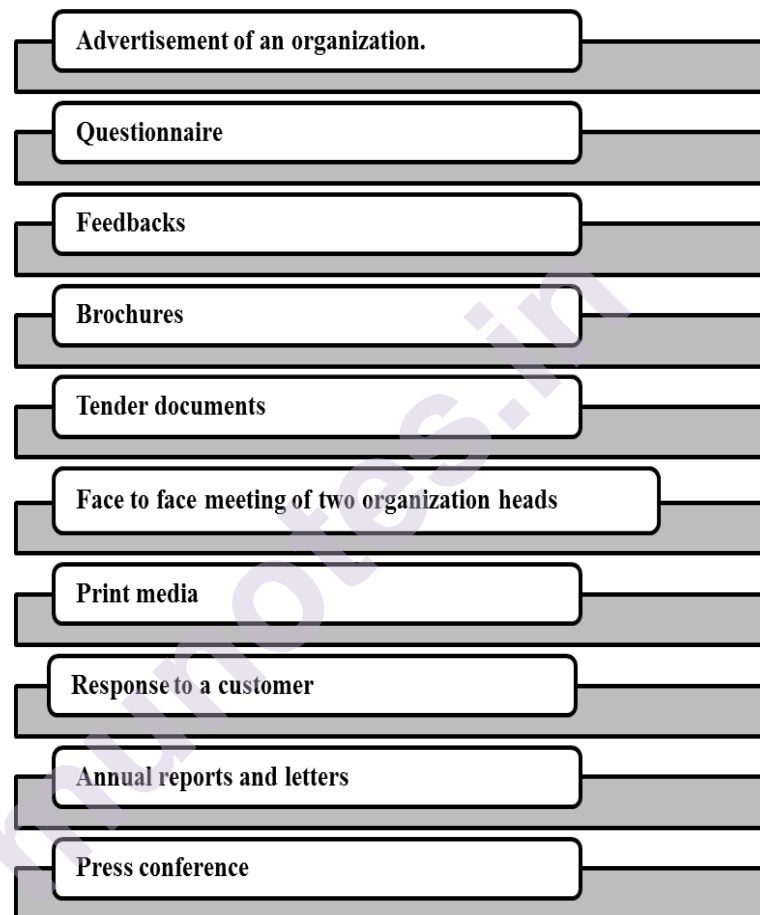 Advertisement of an organization.
Questionnaire
Feedbacks
Brochures
Tender documents
Face to face meeting of two organization heads
Print media
Response to a customer
Annual reports and letters
Press conference
munotes.in